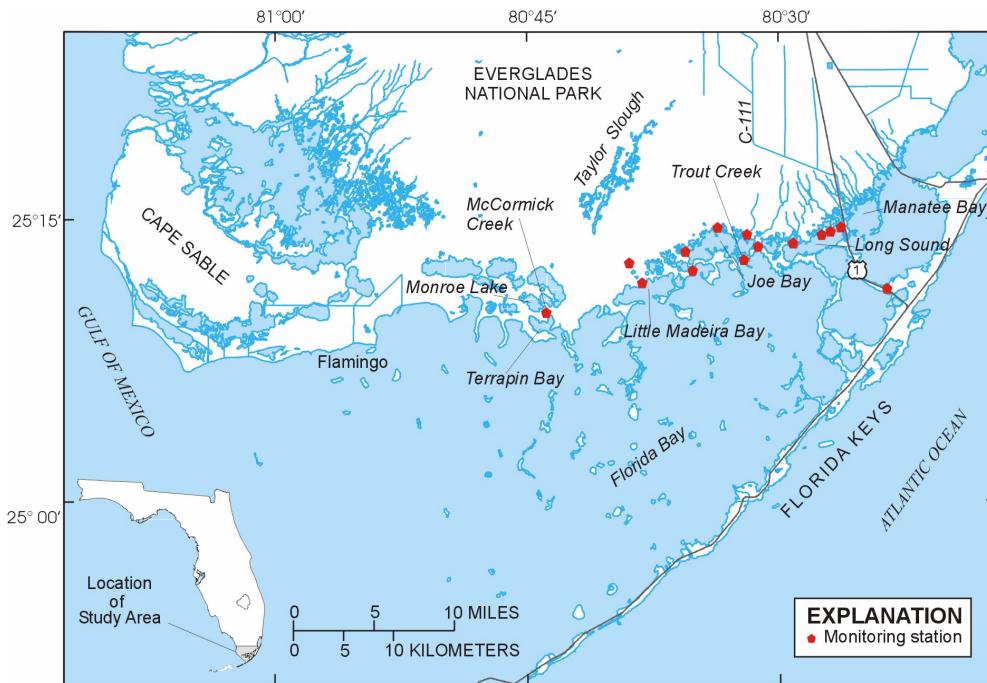 81°00'
80°45'
80°30'
EVERGLADES
NATIONAL PARK
Taylor Slough
C-111
Trout Creek
McCormick
Creek
25°15'
Manatee Bay
CAPE SABLE
Long Sound
1
Monroe Lake
Joe Bay
Little Madeira Bay
GULF OF MEXICO
Flamingo
Terrapin Bay
Florida Bay
FLORIDA KEYS
ATLANTIC OCEAN
25° 00'
Location
of
Study Area
0 5 10 MILES
0 5 10 KILOMETERS
EXPLANATION
Monitoring station